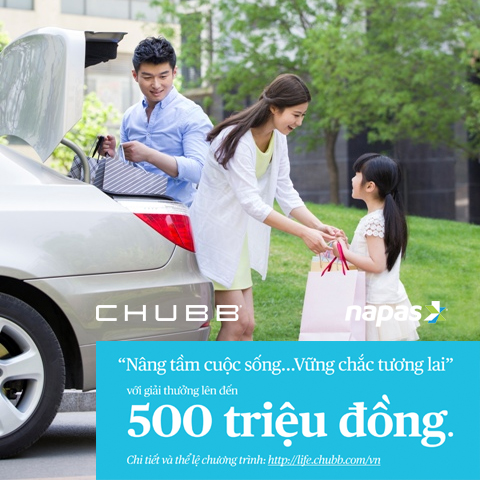 CHUBB®
napas
“Nâng tầm cuộc sống...Vững chắc tương lai”
với giải thưởng lên đến
500 triệu đồng.
Chi tiết và thể lệ chương trình: http://life.chubb.com/vn